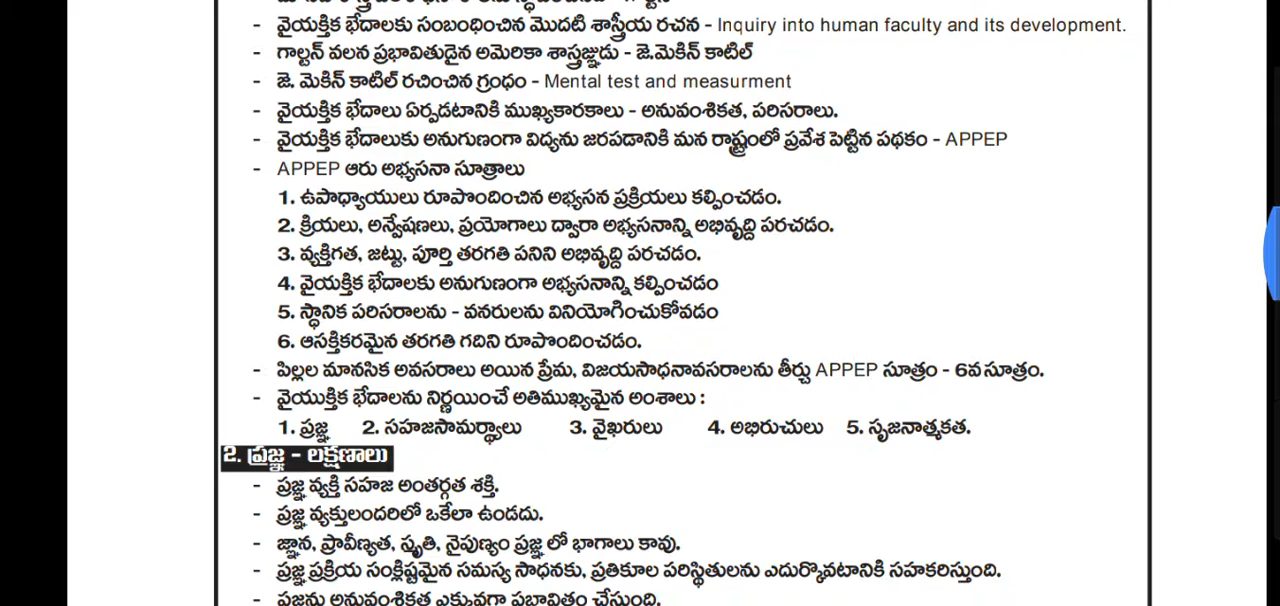 - వైయక్తిక భేదాలకు సంబంధించిన మొదటి శాస్త్రీయ రచన - Inquiry into human faculty and its development.
- గాల్టన్ వలన ప్రభావితుడైన అమెరికా శాస్త్రజ్ఞుడు - జె.మెకిన్ కాటిల్
- జె. మెకిన్ కాటిల్ రచించిన గ్రంధం - Mental test and measurment
- వైయక్తిక భేదాలు ఏర్పడటానికి ముఖ్యకారకాలు - అనువంశికత, పరిసరాలు.
- వైయక్తిక భేదాలుకు అనుగుణంగా విద్యను జరపడానికి మన రాష్ట్రంలో ప్రవేశ పెట్టిన పథకం - APPEP
- APPEP ఆరు అభ్యసనా సూత్రాలు
1. ఉపాధ్యాయులు రూపొందించిన అభ్యసన ప్రక్రియలు కల్పించడం.
2. క్రియలు, అన్వేషణలు, ప్రయోగాలు ద్వారా అభ్యసనాన్ని అభివృద్ధి పరచడం.
3. వ్యక్తిగత, జట్టు, పూర్తి తరగతి పనిని అభివృద్ధి పరచడం.
4. వైయక్తిక భేదాలకు అనుగుణంగా అభ్యసనాన్ని కల్పించడం
5. స్థానిక పరిసరాలను - వనరులను వినియోగించుకోవడం
6. ఆసక్తికరమైన తరగతి గదిని రూపొందించడం.
- పిల్లల మానసిక అవసరాలు అయిన ప్రేమ, విజయసాధనావసరాలను తీర్చు APPEP సూత్రం - 6వ సూత్రం.
- వైయుక్తిక భేదాలను నిర్ణయించే అతిముఖ్యమైన అంశాలు :
1. ప్రజ్ఞ 2. సహజసామర్థ్యాలు 3. వైఖరులు 4. అభిరుచులు 5. సృజనాత్మకత.
2. ప్రజ్ఞ - లక్షణాలు
- ప్రజ్ఞ వ్యక్తి సహజ అంతర్గత శక్తి.
- ప్రజ్ఞ వ్యక్తులందరిలో ఒకేలా ఉండదు.
- జ్ఞాన, ప్రావీణ్యత, స్మృతి, నైపుణ్యం ప్రజ్ఞ లో భాగాలు కావు.
- ప్రజ్ఞ ప్రక్రియ సంక్లిష్టమైన సమస్య సాధనకు, ప్రతికూల పరిస్థితులను ఎదుర్కొవటానికి సహకరిస్తుంది.
- ప్రజ్ఞను అనువంశికత ఎక్కువగా ప్రభావితం చేస్తుంది.